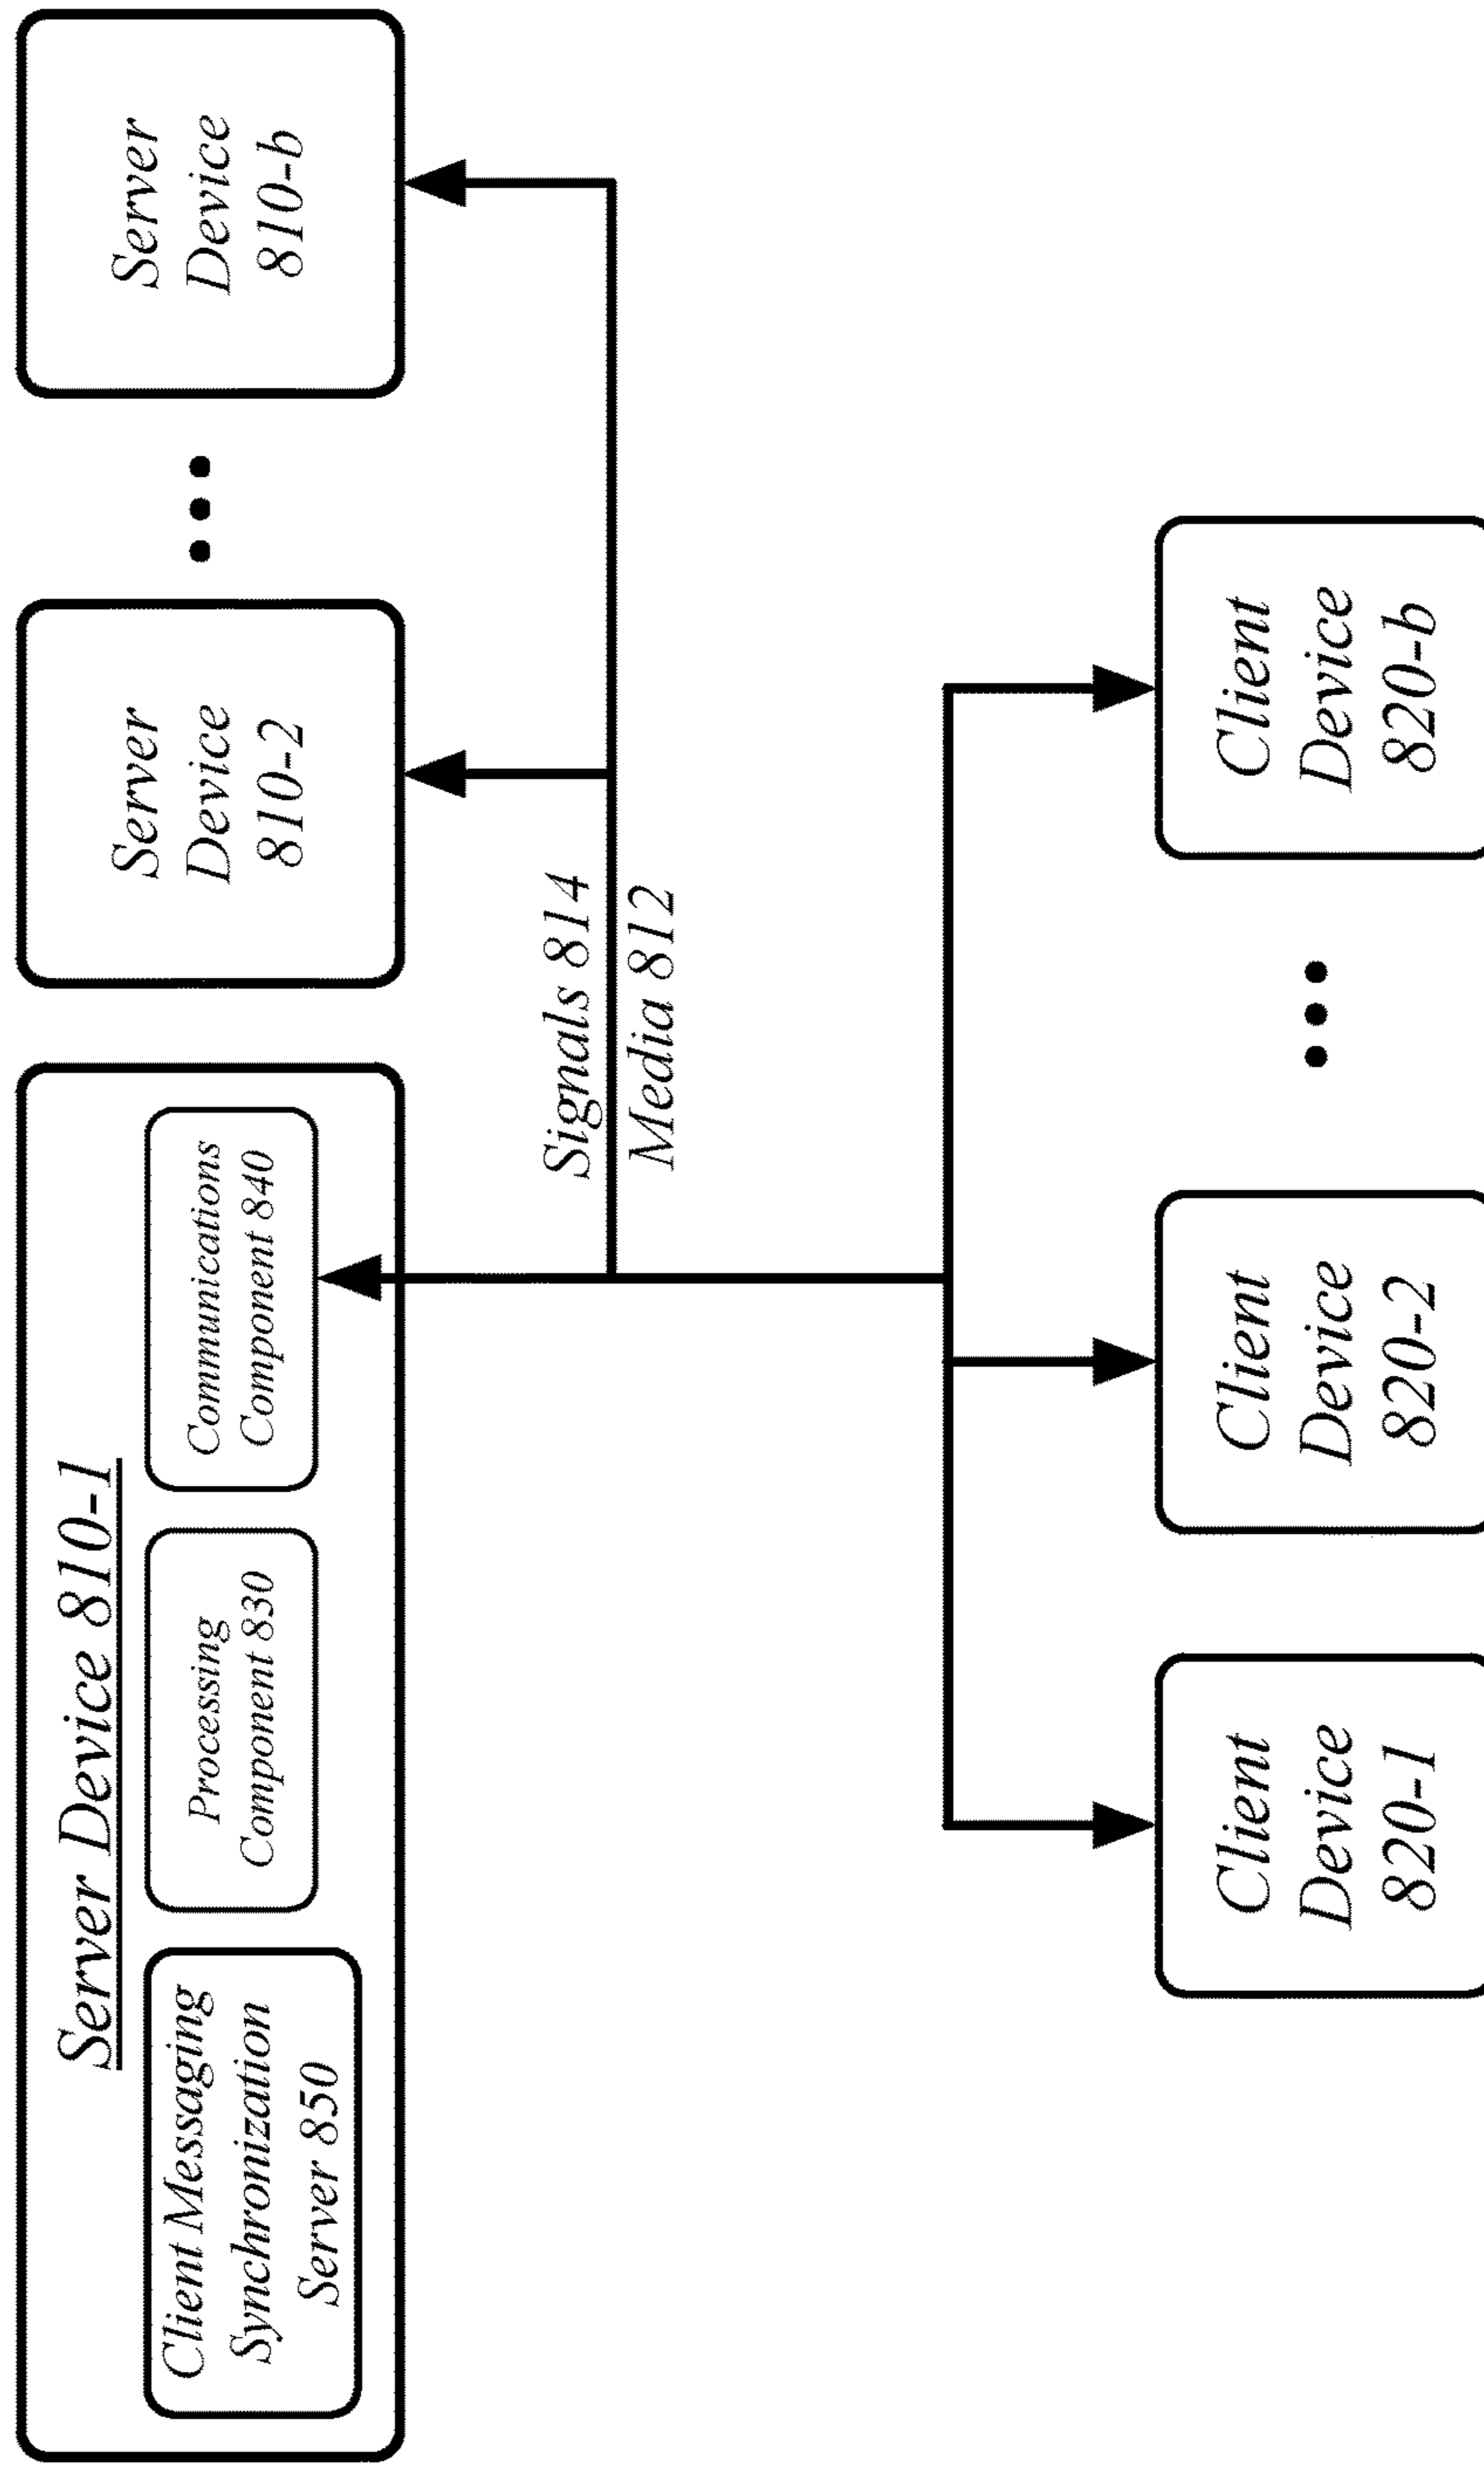 Server Device 810-1
Client Messaging
Synchronization
Server 850
Processing
Component 830
Communications
Component 840
Server
Device
810-2
Server
Device
810-b
Signals 814
Media 812
Client
Device
820-1
Client
Device
820-2
Client
Device
820-b